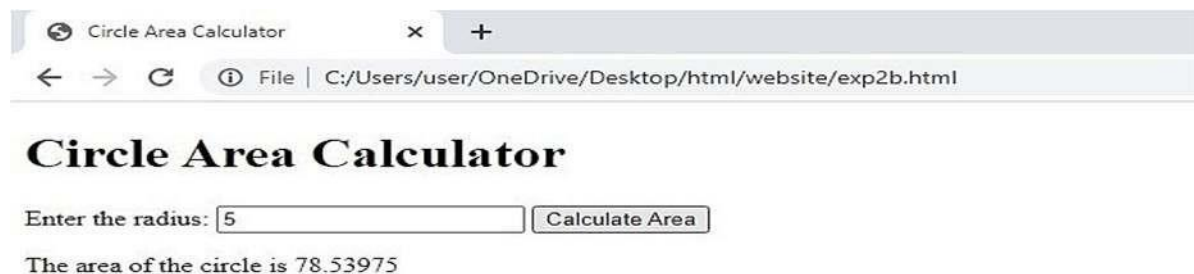 Circle Area Calculator
File | C:/Users/user/OneDrive/Desktop/html/website/exp2b.html
Circle Area Calculator
Enter the radius: 5 Calculate Area
The area of the circle is 78.53975